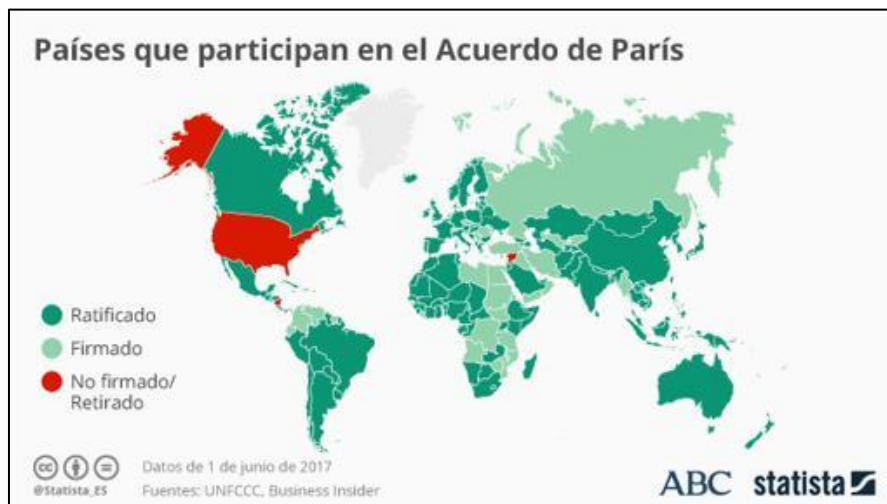 Países que participan en el Acuerdo de París
Ratificado
Firmado
No firmado/
Retirado
cc
@Statista_ES
Datos de 1 de junio de 2017
Fuentes: UNFCCC, Business Insider
ABC
statista